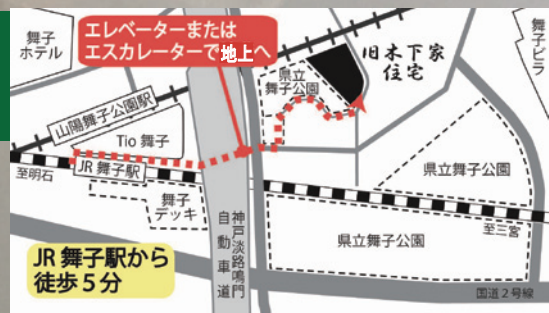 舞子
ホテル
エレベーターまたは
エスカレーターで地上へ
旧木下家
住宅
舞子ビラ
県立
舞子公園
山陽舞子公園駅
Tio 舞子
JR 舞子駅
至明石
舞子
デッキ
神戸淡路鳴門
自動車道
県立舞子公園
県立舞子公園
至三宮
JR 舞子駅から
徒歩5分
国道2号線